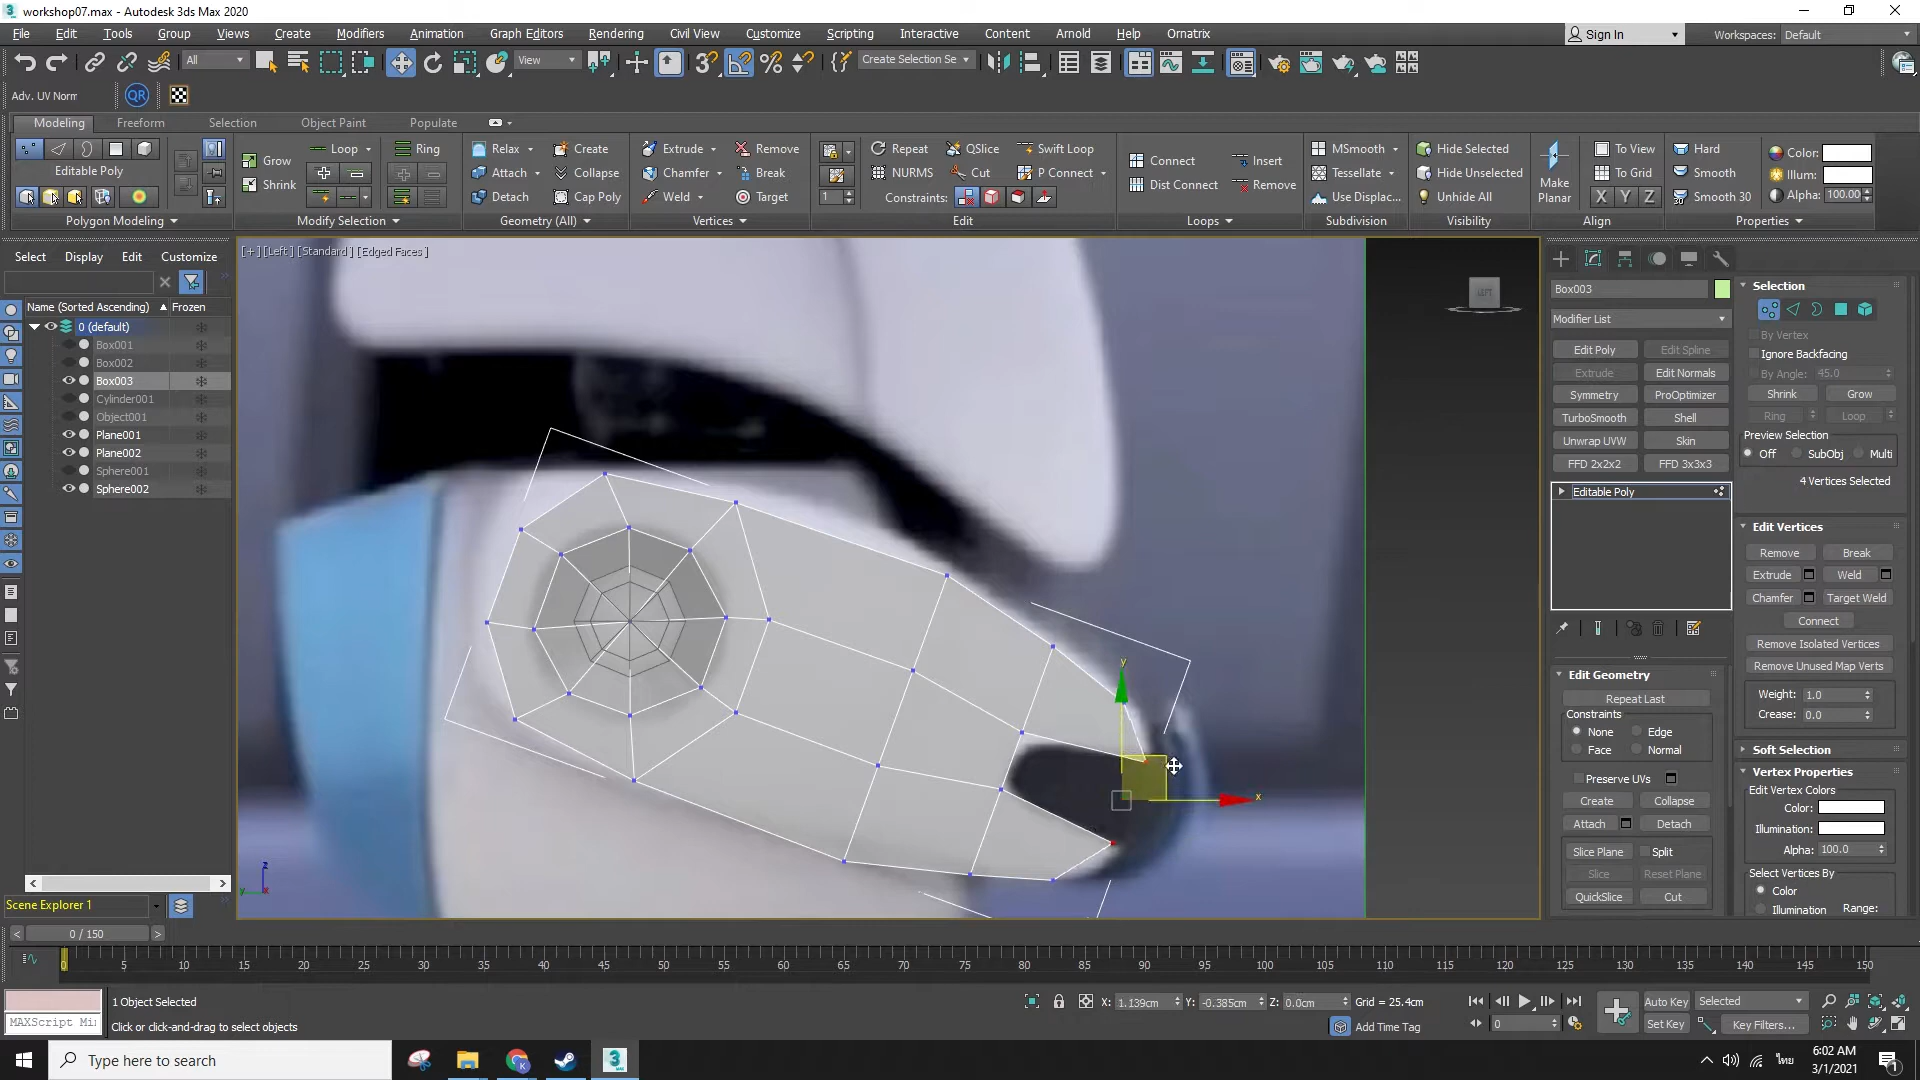 workshop07.max - Autodesk 3ds Max 2020
File Edit Tools Group Views Create Modifiers Animation Graph Editors Rendering Civil View Customize Scripting Interactive Content Arnold Help Ornatrix Sign In Workspaces: Default
All View Create Selection Se
Adv. UV Norm QR
Modeling Freeform Selection Object Paint Populate
Loop Ring Relax Create Extrude Remove Repeat QSlice Swift Loop MSmooth Hide Selected To View Hard Color:
Editable Poly Grow Attach Collapse Chamfer Break NURMS Cut P Connect Connect Insert Tessellate Hide Unselected Make Planar To Grid Smooth Illum:
Shrink Detach Cap Poly Weld Target 1 Constraints: Dist Connect Remove Use Displac... Unhide All X Y Z Smooth 30 Alpha: 100.00
Polygon Modeling Modify Selection Geometry (All) Vertices Edit Loops Subdivision Visibility Align Properties
Select Display Edit Customize
[+] [Left] [Standard] [Edged Faces]
LEFT
Name (Sorted Ascending) Frozen
0 (default)
Box001
Box002
Box003
Cylinder001
Object001
Plane001
Plane002
Sphere001
Sphere002
y
x
z
y x
Scene Explorer 1
Box003
Modifier List
Edit Poly Edit Spline
Extrude Edit Normals
Symmetry ProOptimizer
TurboSmooth Shell
Unwrap UVW Skin
FFD 2x2x2 FFD 3x3x3
Editable Poly
Edit Geometry
Repeat Last
Constraints
None Edge
Face Normal
Preserve UVs
Create Collapse
Attach Detach
Slice Plane Split
Slice Reset Plane
QuickSlice Cut
Selection
By Vertex
Ignore Backfacing
By Angle: 45.0
Shrink Grow
Ring Loop
Preview Selection
Off SubObj Multi
4 Vertices Selected
Edit Vertices
Remove Break
Extrude Weld
Chamfer Target Weld
Connect
Remove Isolated Vertices
Remove Unused Map Verts
Weight: 1.0
Crease: 0.0
Soft Selection
Vertex Properties
Edit Vertex Colors
Color:
Illumination:
Alpha: 100.0
Select Vertices By
Color
Illumination Range:
< 0 / 150 >
0 5 10 15 20 25 30 35 40 45 50 55 60 65 70 75 80 85 90 95 100 105 110 115 120 125 130 135 140 145 150
1 Object Selected X: 1.139cm Y: -0.385cm Z: 0.0cm Grid = 25.4cm Auto Key Selected
MAXScript Mi Click or click-and-drag to select objects Add Time Tag 0 Set Key Key Filters...
Type here to search ไทย 6:02 AM
3/1/2021
1